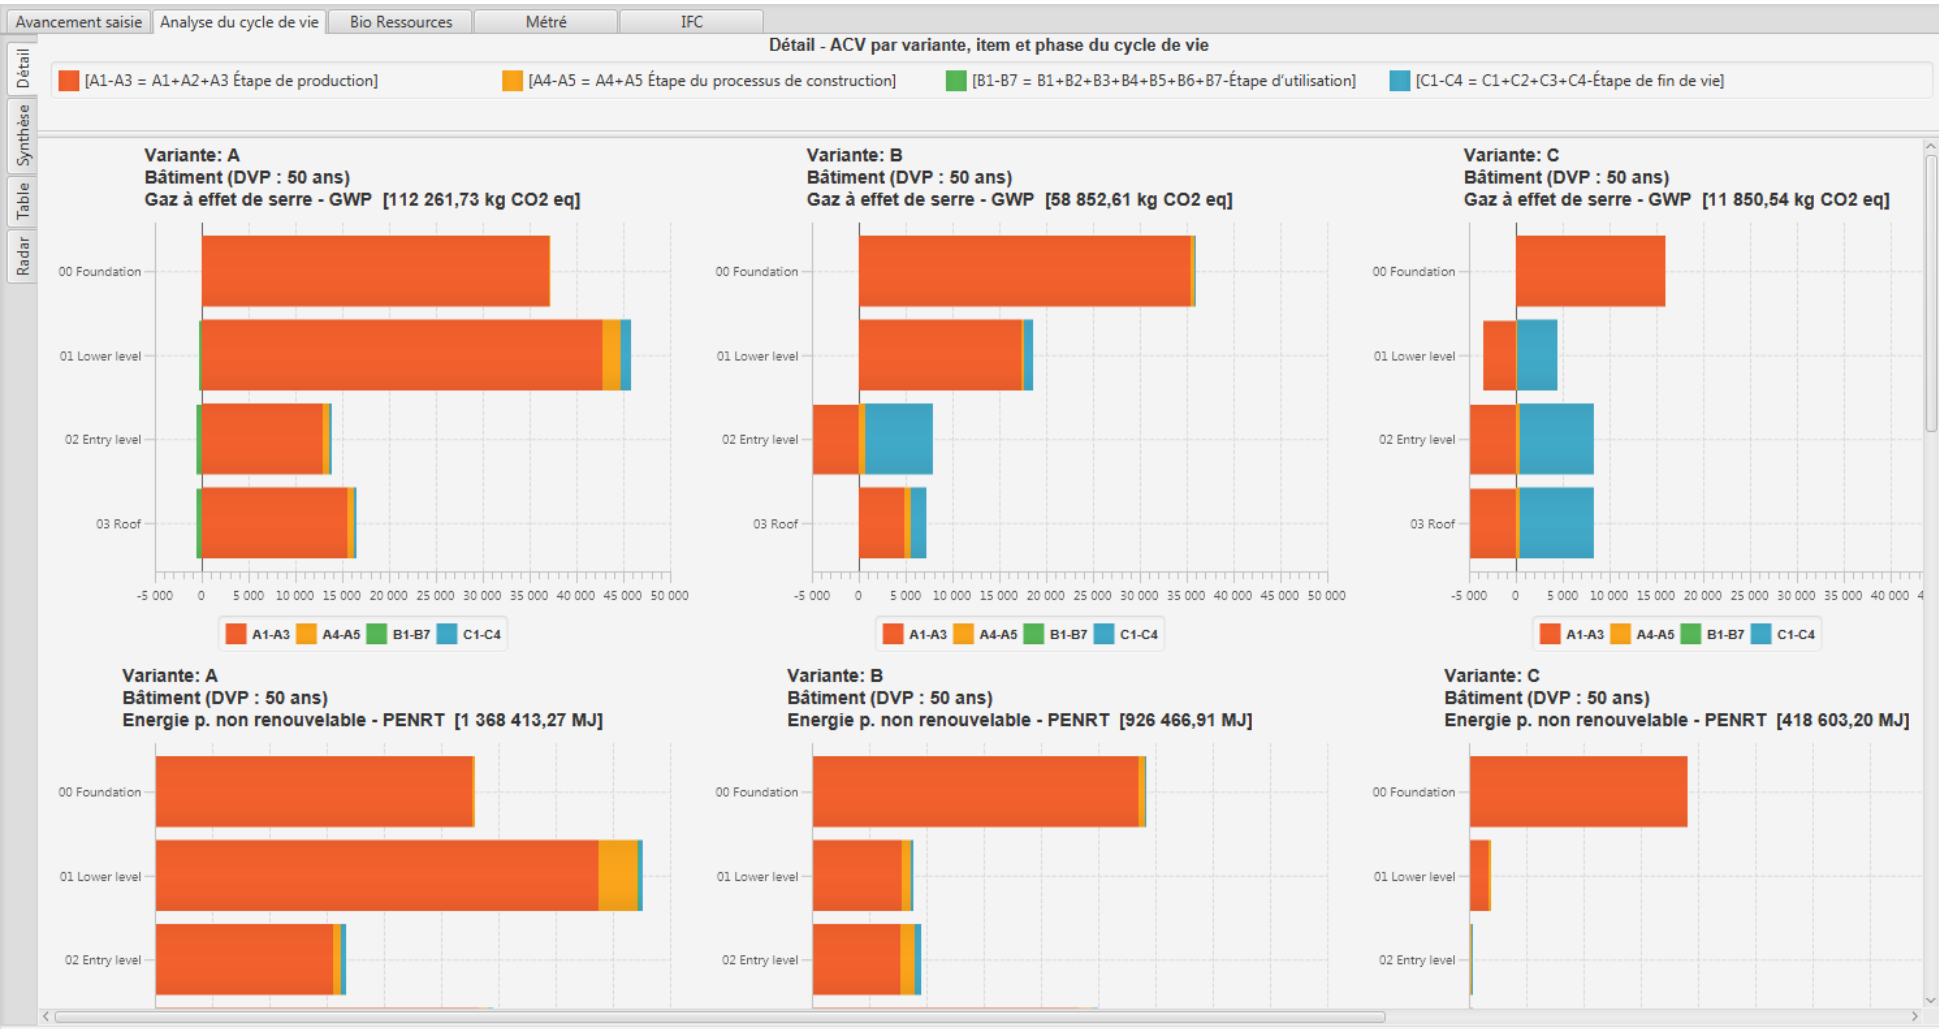 Avancement saisie
Analyse du cycle de vie
Bio Ressources
Métré
IFC
Détail
Synthèse
Table
Radar
Détail - ACV par variante, item et phase du cycle de vie
[A1-A3 = A1+A2+A3 Étape de production]
[A4-A5 = A4+A5 Étape du processus de construction]
[B1-B7 = B1+B2+B3+B4+B5+B6+B7-Étape d'utilisation]
[C1-C4 = C1+C2+C3+C4-Étape de fin de vie]
Variante: A
Bâtiment (DVP : 50 ans)
Gaz à effet de serre - GWP [112 261,73 kg CO2 eq]
00 Foundation
01 Lower level
02 Entry level
03 Roof
-5 000 0 5 000 10 000 15 000 20 000 25 000 30 000 35 000 40 000 45 000 50 000
A1-A3 A4-A5 B1-B7 C1-C4
Variante: B
Bâtiment (DVP : 50 ans)
Gaz à effet de serre - GWP [58 852,61 kg CO2 eq]
00 Foundation
01 Lower level
02 Entry level
03 Roof
-5 000 0 5 000 10 000 15 000 20 000 25 000 30 000 35 000 40 000 45 000 50 000
A1-A3 A4-A5 B1-B7 C1-C4
Variante: C
Bâtiment (DVP : 50 ans)
Gaz à effet de serre - GWP [11 850,54 kg CO2 eq]
00 Foundation
01 Lower level
02 Entry level
03 Roof
-5 000 0 5 000 10 000 15 000 20 000 25 000 30 000 35 000 40 000
A1-A3 A4-A5 B1-B7 C1-C4
Variante: A
Bâtiment (DVP : 50 ans)
Energie p. non renouvelable - PENRT [1 368 413,27 MJ]
00 Foundation
01 Lower level
02 Entry level
Variante: B
Bâtiment (DVP : 50 ans)
Energie p. non renouvelable - PENRT [926 466,91 MJ]
00 Foundation
01 Lower level
02 Entry level
Variante: C
Bâtiment (DVP : 50 ans)
Energie p. non renouvelable - PENRT [418 603,20 MJ]
00 Foundation
01 Lower level
02 Entry level